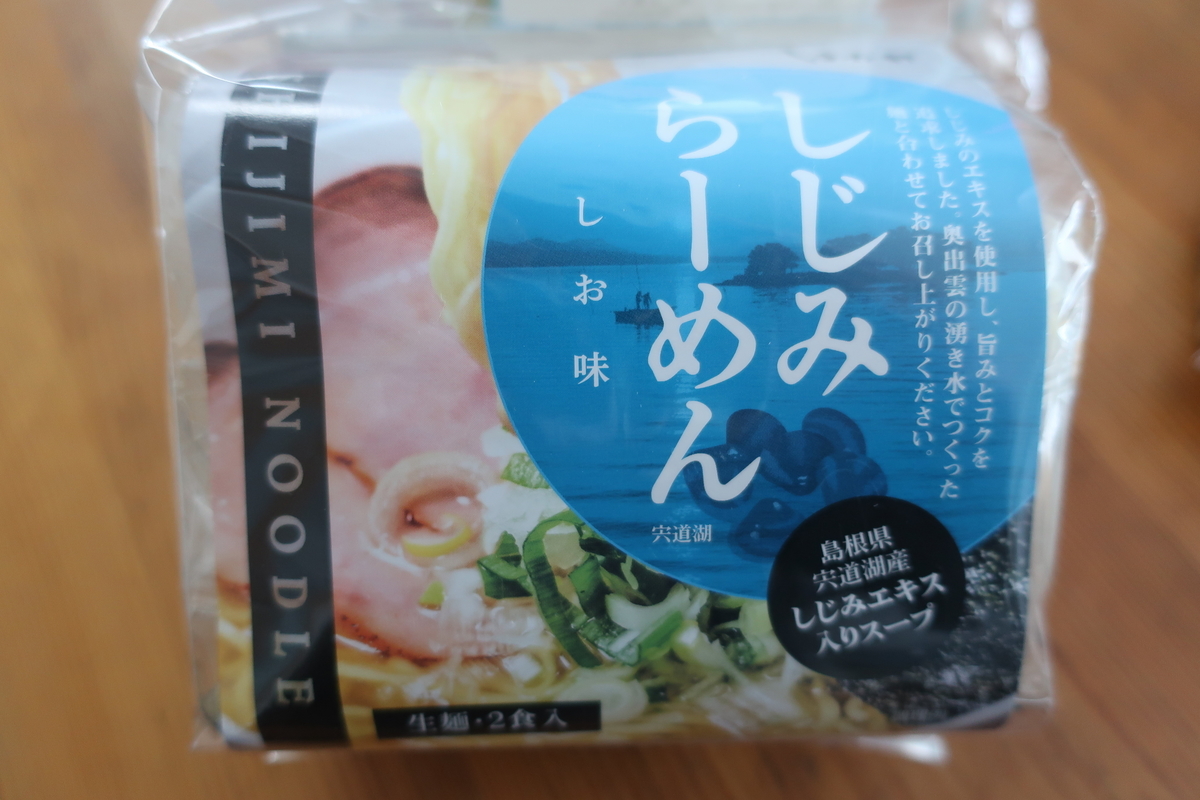 しじみ
らーめん
しお味
しじみのエキスを使用し、旨みとコクを
追求しました。奥出雲の湧き水でつくった
麺と合わせてお召し上がりください。
宍道湖
島根県
宍道湖産
しじみエキス
入りスープ
IJIMI NOODLE
生麺・2食入